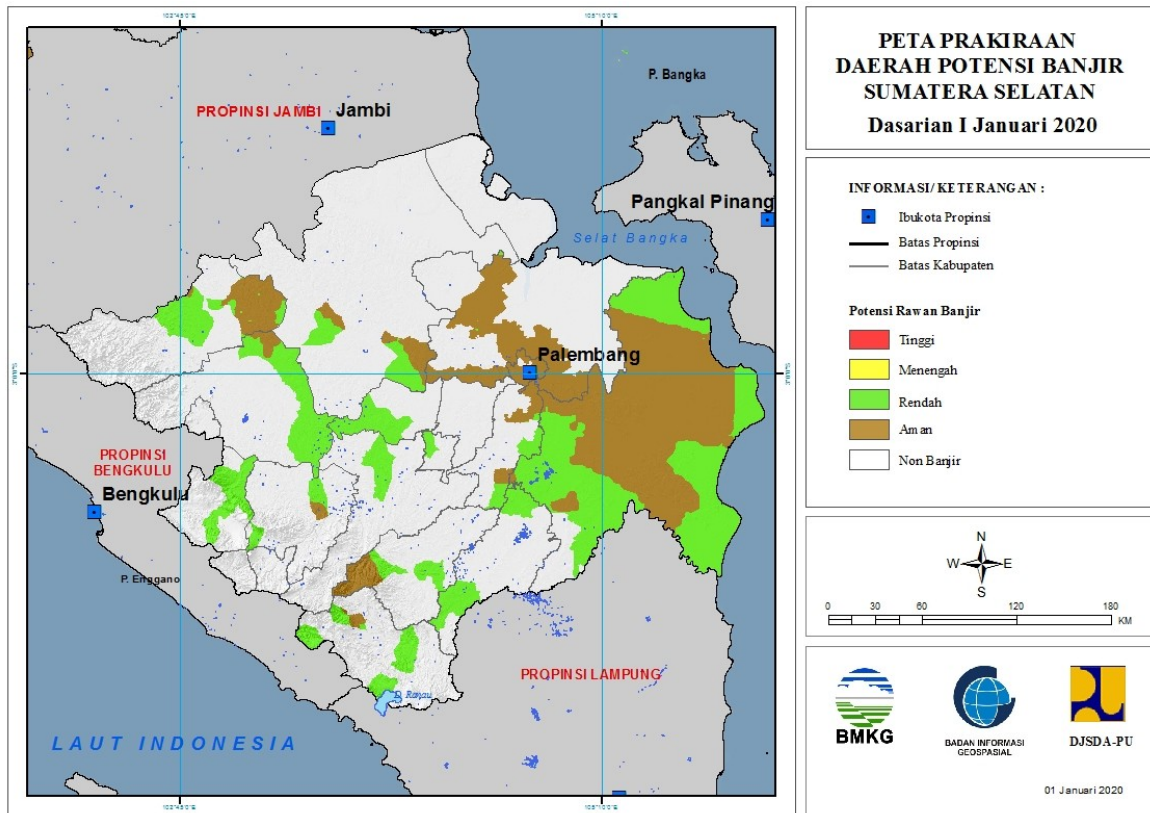 PETA PRAKIRAAN
DAERAH POTENSI BANJIR
SUMATERA SELATAN
Dasarian I Januari 2020
INFORMASI/ KETERANGAN :
Ibukota Propinsi
Batas Propinsi
Batas Kabupaten
Potensi Rawan Banjir
Tinggi
Menengah
Rendah
Aman
Non Banjir
N
W E
S
0 30 60 120 180
KM
BMKG
BADAN INFORMASI
GEOSPASIAL
DJSDA-PU
01 Januari 2020
P. Bangka
PROPINSI JAMBI
Jambi
Pangkal Pinang
Selat Bangka
Palembang
PROPINSI
BENGKULU
Bengkulu
P. Enggano
PROPINSI LAMPUNG
D. Ranau
LAUT INDONESIA